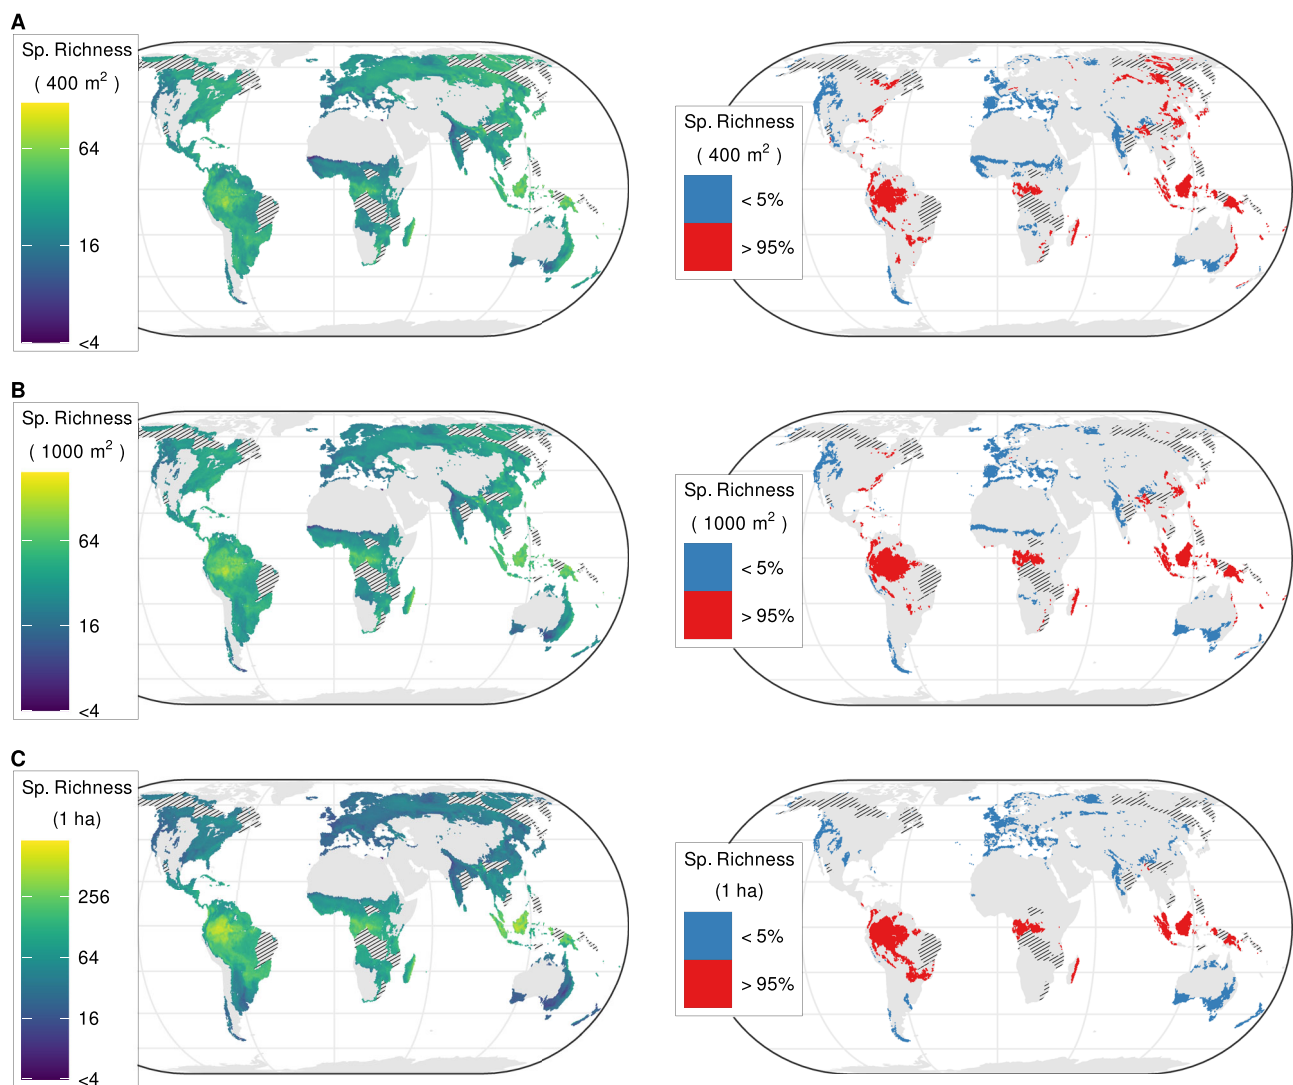 A
Sp. Richness
( 400 m²)
64
16
<4
Sp. Richness
( 400 m²)
< 5%
> 95%
B
Sp. Richness
( 1000 m²)
64
16
<4
Sp. Richness
( 1000 m²)
< 5%
> 95%
C
Sp. Richness
(1 ha)
256
64
16
<4
Sp. Richness
(1 ha)
< 5%
> 95%